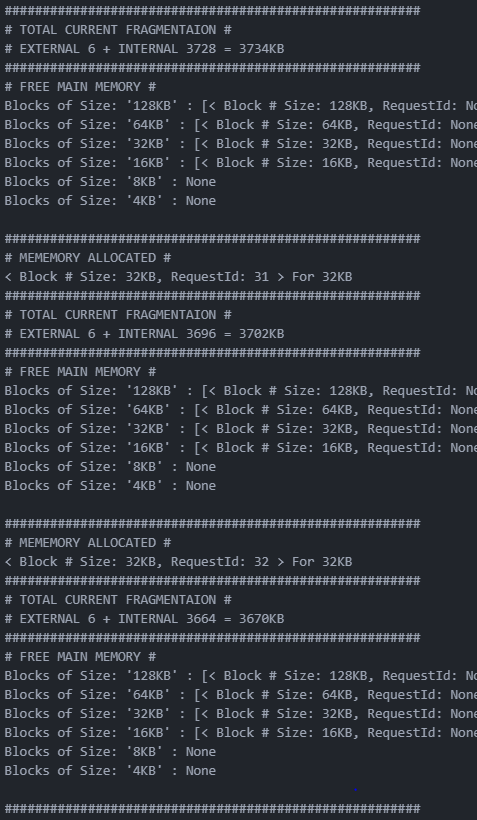 #######################################################
# TOTAL CURRENT FRAGMENTAION #
# EXTERNAL 6 + INTERNAL 3728 = 3734KB
#######################################################
# FREE MAIN MEMORY #
Blocks of Size: '128KB' : [< Block # Size: 128KB, RequestId: No
Blocks of Size: '64KB' : [< Block # Size: 64KB, RequestId: None
Blocks of Size: '32KB' : [< Block # Size: 32KB, RequestId: None
Blocks of Size: '16KB' : [< Block # Size: 16KB, RequestId: None
Blocks of Size: '8KB' : None
Blocks of Size: '4KB' : None
#######################################################
# MEMEMORY ALLOCATED #
< Block # Size: 32KB, RequestId: 31 > For 32KB
#######################################################
# TOTAL CURRENT FRAGMENTAION #
# EXTERNAL 6 + INTERNAL 3696 = 3702KB
#######################################################
# FREE MAIN MEMORY #
Blocks of Size: '128KB' : [< Block # Size: 128KB, RequestId: No
Blocks of Size: '64KB' : [< Block # Size: 64KB, RequestId: None
Blocks of Size: '32KB' : [< Block # Size: 32KB, RequestId: None
Blocks of Size: '16KB' : [< Block # Size: 16KB, RequestId: None
Blocks of Size: '8KB' : None
Blocks of Size: '4KB' : None
#######################################################
# MEMEMORY ALLOCATED #
< Block # Size: 32KB, RequestId: 32 > For 32KB
#######################################################
# TOTAL CURRENT FRAGMENTAION #
# EXTERNAL 6 + INTERNAL 3664 = 3670KB
#######################################################
# FREE MAIN MEMORY #
Blocks of Size: '128KB' : [< Block # Size: 128KB, RequestId: No
Blocks of Size: '64KB' : [< Block # Size: 64KB, RequestId: None
Blocks of Size: '32KB' : [< Block # Size: 32KB, RequestId: None
Blocks of Size: '16KB' : [< Block # Size: 16KB, RequestId: None
Blocks of Size: '8KB' : None
Blocks of Size: '4KB' : None
#######################################################